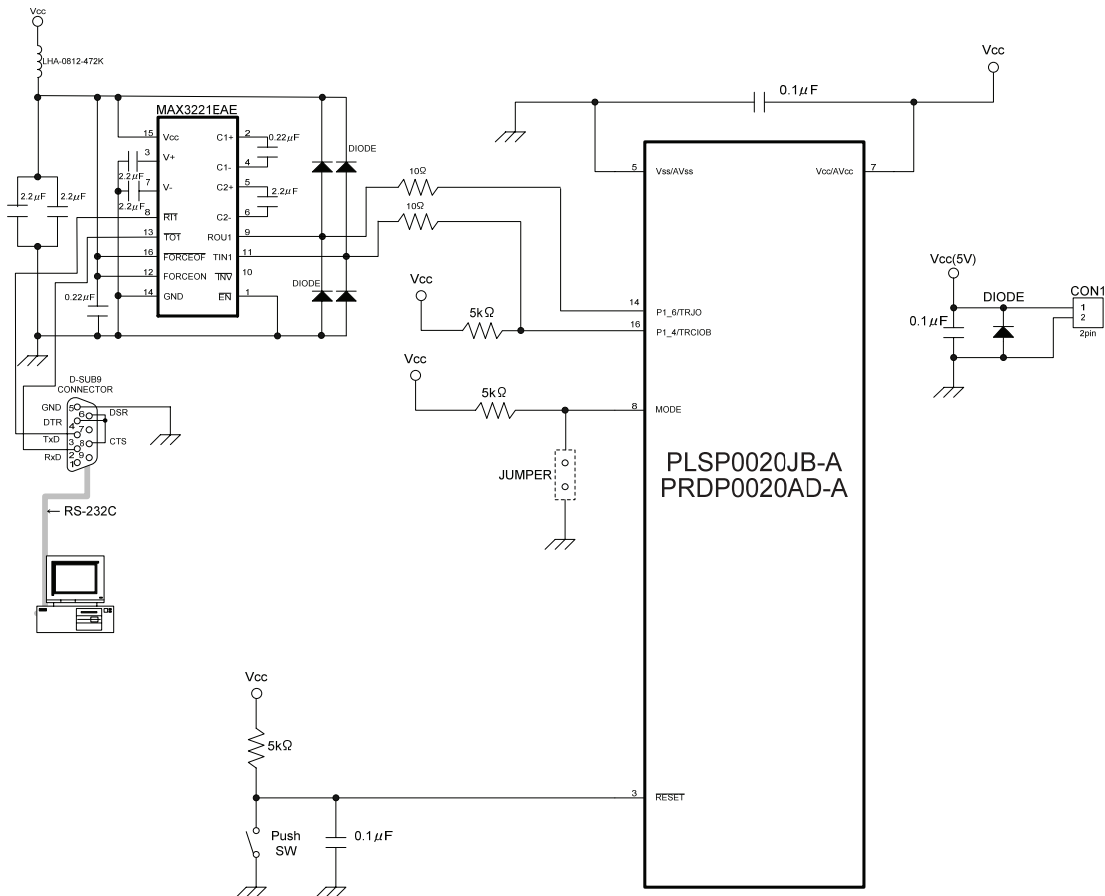 Vcc
LHA-0812-472K
MAX3221EAE
15 Vcc C1+ 2
0.22μF
3 V+ C1- 4
2.2μF
7 V- C2+ 5
2.2μF
2.2μF
8 RI1 C2- 6
13 TO1 ROU1 9
16 FORCEOF TIN1 11
12 FORCEON INV 10
14 GND EN 1
2.2μF
2.2μF
0.22μF
DIODE
DIODE
10Ω
10Ω
Vcc
5kΩ
Vcc
5kΩ
JUMPER
0.1μF
Vcc
5 Vss/AVss
Vcc/AVcc 7
14 P1_6/TRJO
16 P1_4/TRCIOB
8 MODE
PLSP0020JB-A
PRDP0020AD-A
3 RESET
Vcc(5V)
0.1μF
DIODE
CON1
1
2
2pin
D-SUB9
CONNECTOR
GND 5
6 DSR
DTR 4
7
TxD 3
8 CTS
RxD 2
9
1
← RS-232C
Vcc
5kΩ
Push
SW
0.1μF